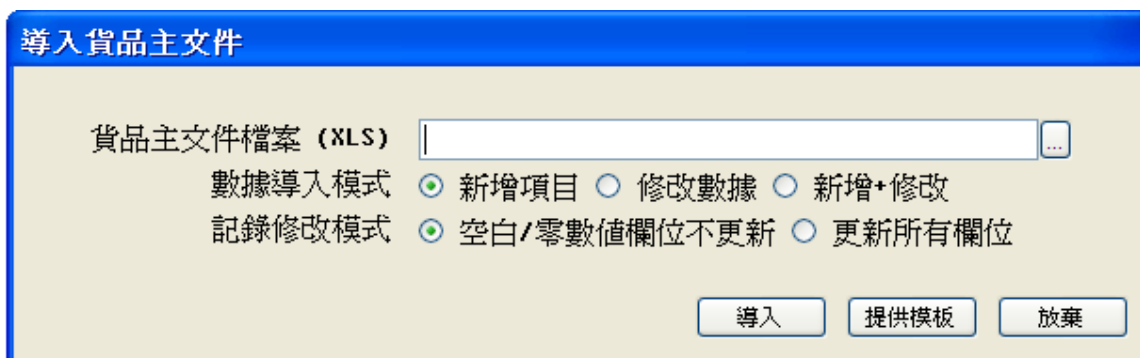 導入貨品主文件
貨品主文件檔案 (XLS) ...
數據導入模式 新增項目 修改數據 新增+修改
記錄修改模式 空白/零數值欄位不更新 更新所有欄位
導入 提供模板 放棄